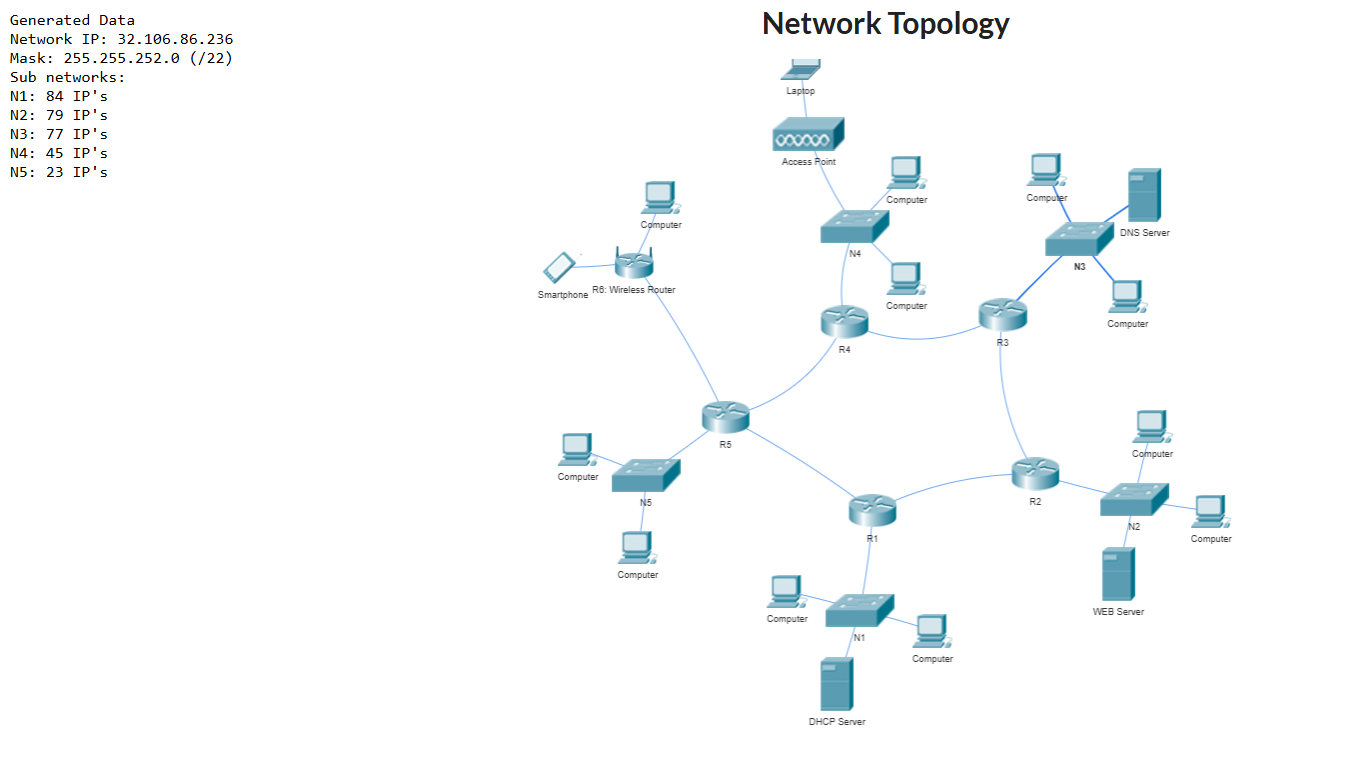 Generated Data
Network IP: 32.106.86.236
Mask: 255.255.252.0 (/22)
Sub networks:
N1: 84 IP's
N2: 79 IP's
N3: 77 IP's
N4: 45 IP's
N5: 23 IP's
Network Topology
Laptop
Access Point
Computer
Computer
Computer
DNS Server
N4
N3
Smartphone
R6: Wireless Router
Computer
Computer
R4
R3
R5
Computer
Computer
N5
R2
N2
Computer
R1
Computer
Computer
WEB Server
N1
Computer
DHCP Server